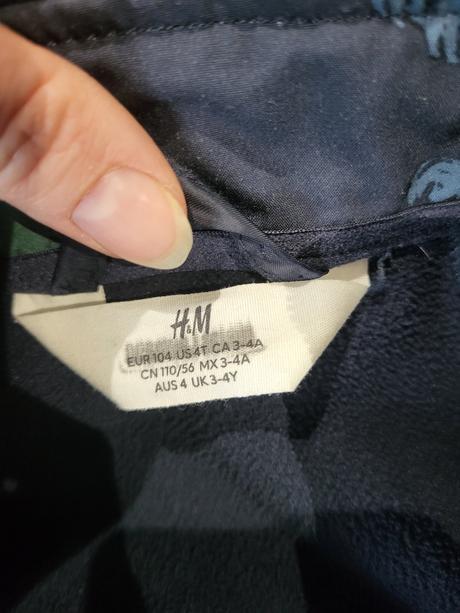 H&M
EUR 104 US 4T CA 3-4A
CN 110/56 MX 3-4A
AUS 4 UK 3-4Y